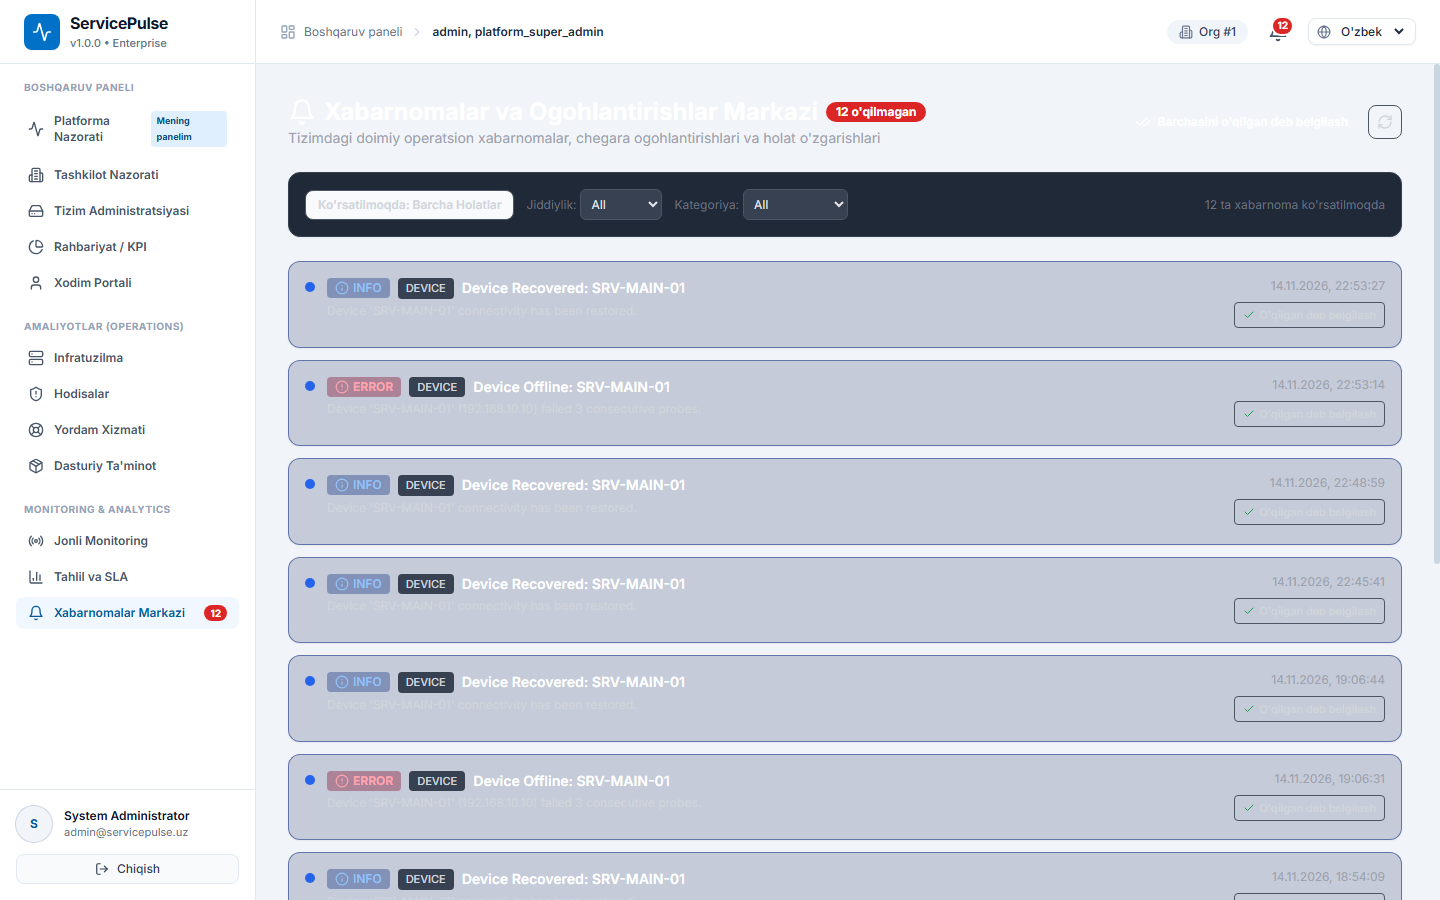 ServicePulse
v1.0.0 • Enterprise
BOSHQARUV PANELI
Platforma Nazorati
Mening panelim
Tashkilot Nazorati
Tizim Administratsiyasi
Rahbariyat / KPI
Xodim Portali
AMALIYOTLAR (OPERATIONS)
Infratuzilma
Hodisalar
Yordam Xizmati
Dasturiy Ta'minot
MONITORING & ANALYTICS
Jonli Monitoring
Tahlil va SLA
Xabarnomalar Markazi 12
S
System Administrator
admin@servicepulse.uz
Chiqish
Boshqaruv paneli > admin, platform_super_admin
Org #1
12
O'zbek
Xabarnomalar va Ogohlantirishlar Markazi 12 o'qilmagan
Tizimdagi doimiy operatsion xabarnomalar, chegara ogohlantirishlari va holat o'zgarishlari
Barchasini o'qilgan deb belgilash
Ko'rsatilmoqda: Barcha Holatlar Jiddiylik: All Kategoriya: All 12 ta xabarnoma ko'rsatilmoqda
INFO DEVICE Device Recovered: SRV-MAIN-01 14.11.2026, 22:53:27
Device 'SRV-MAIN-01' connectivity has been restored. O'qilgan deb belgilash
ERROR DEVICE Device Offline: SRV-MAIN-01 14.11.2026, 22:53:14
Device 'SRV-MAIN-01' (192.168.10.10) failed 3 consecutive probes. O'qilgan deb belgilash
INFO DEVICE Device Recovered: SRV-MAIN-01 14.11.2026, 22:48:59
Device 'SRV-MAIN-01' connectivity has been restored. O'qilgan deb belgilash
INFO DEVICE Device Recovered: SRV-MAIN-01 14.11.2026, 22:45:41
Device 'SRV-MAIN-01' connectivity has been restored. O'qilgan deb belgilash
INFO DEVICE Device Recovered: SRV-MAIN-01 14.11.2026, 19:06:44
Device 'SRV-MAIN-01' connectivity has been restored. O'qilgan deb belgilash
ERROR DEVICE Device Offline: SRV-MAIN-01 14.11.2026, 19:06:31
Device 'SRV-MAIN-01' (192.168.10.10) failed 3 consecutive probes. O'qilgan deb belgilash
INFO DEVICE Device Recovered: SRV-MAIN-01 14.11.2026, 18:54:09